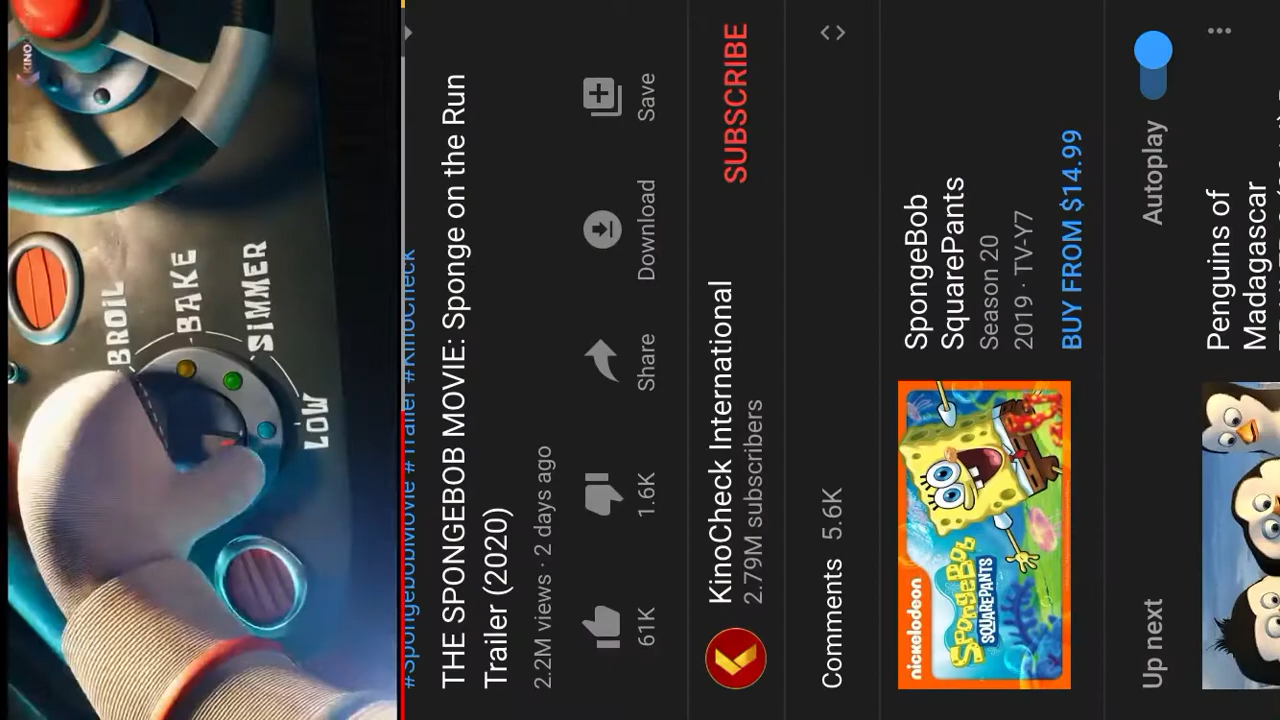 KINO
BROIL
BAKE
SIMMER
LOW
#SpongebobMovie #Trailer #KinoCheck
THE SPONGEBOB MOVIE: Sponge on the Run
Trailer (2020)
2.2M views · 2 days ago
61K
1.6K
Share
Download
Save
KinoCheck International
2.79M subscribers
SUBSCRIBE
Comments 5.6K
nickelodeon
SPONGEBOB
SQUAREPANTS
SpongeBob
SquarePants
Season 20
2019 · TV-Y7
BUY FROM $14.99
Up next
Autoplay
Penguins of
Madagascar